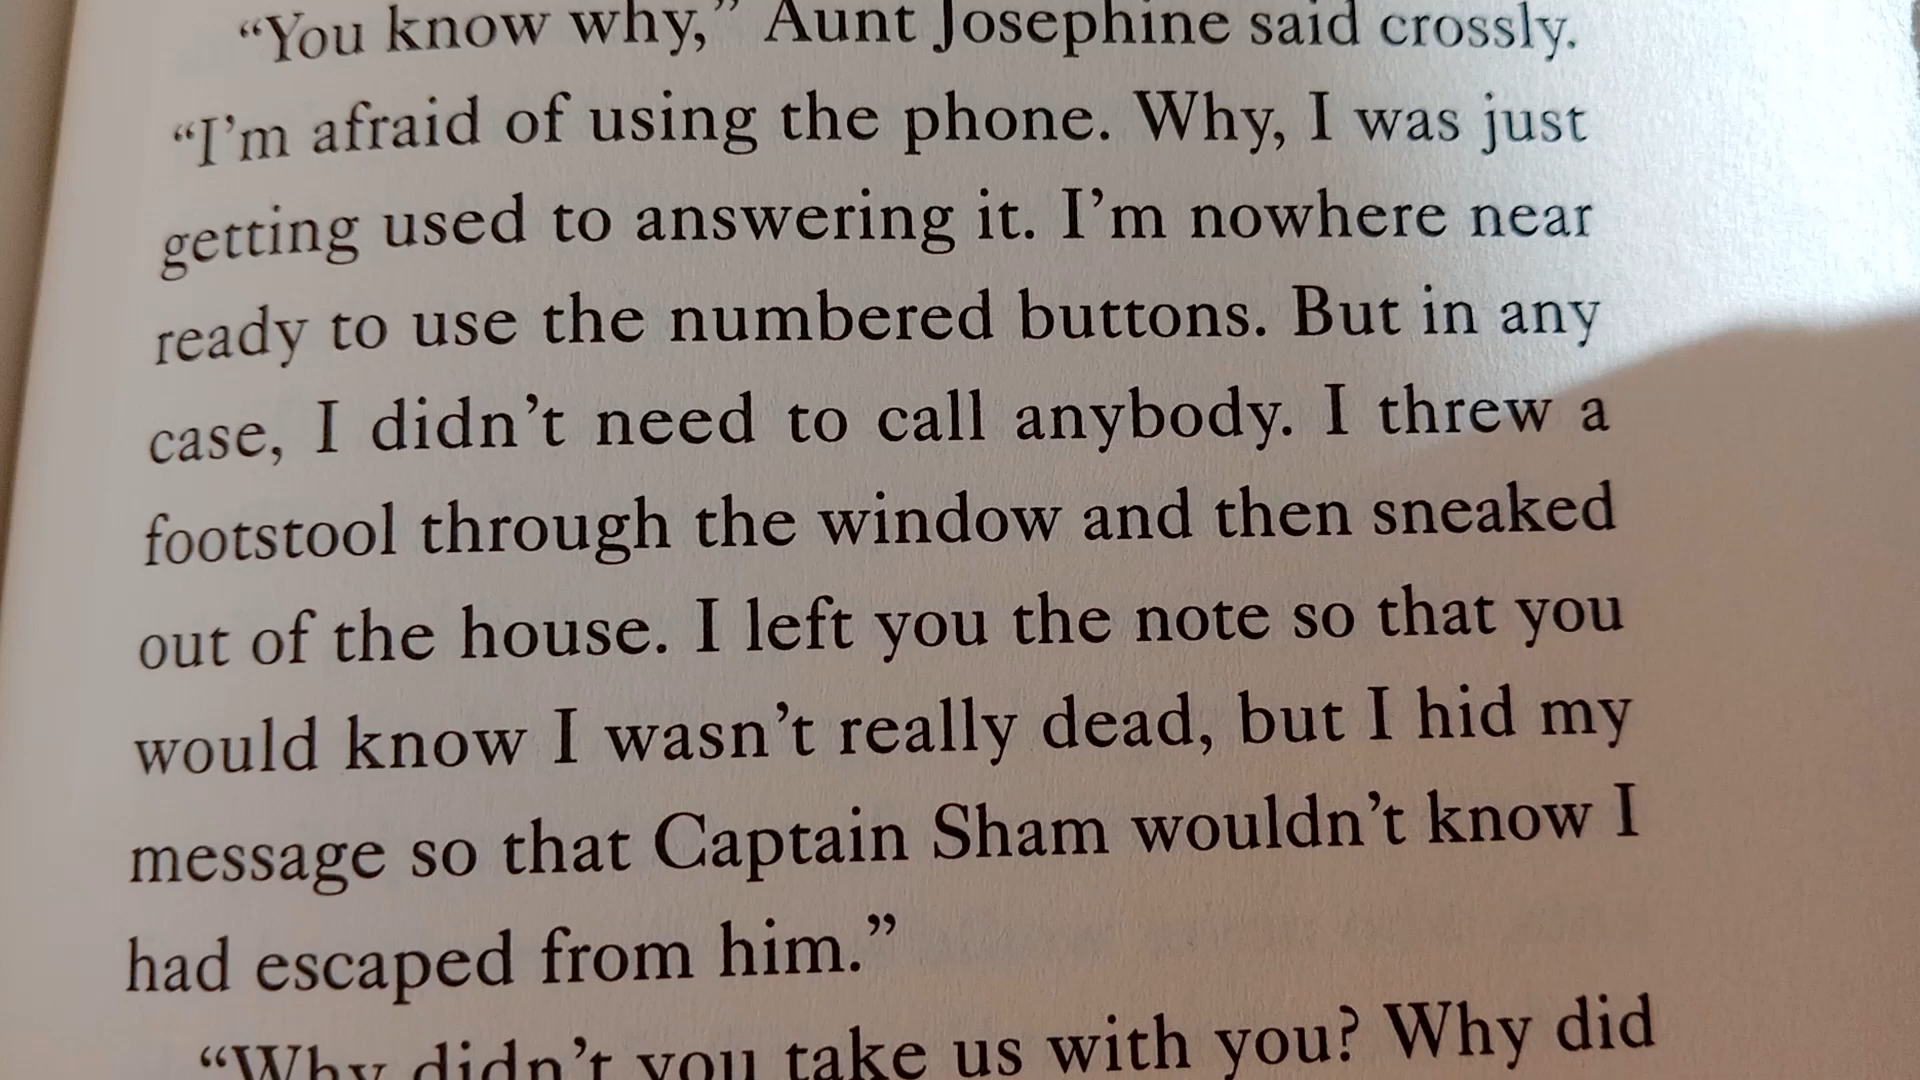 “You know why,” Aunt Josephine said crossly.
“I’m afraid of using the phone. Why, I was just
getting used to answering it. I’m nowhere near
ready to use the numbered buttons. But in any
case, I didn’t need to call anybody. I threw a
footstool through the window and then sneaked
out of the house. I left you the note so that you
would know I wasn’t really dead, but I hid my
message so that Captain Sham wouldn’t know I
had escaped from him.”
“Why didn’t you take us with you? Why did